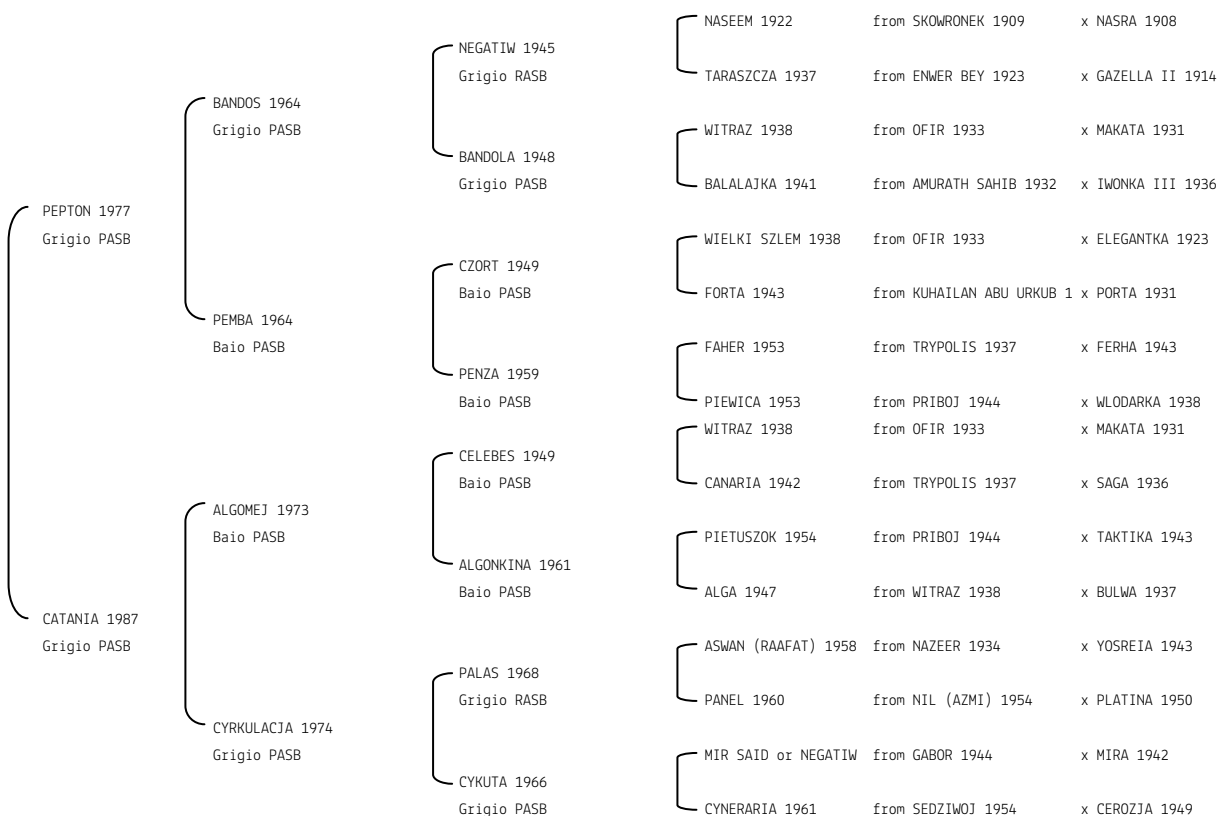 NASEEM 1922 from SKOWRONEK 1909 x NASRA 1908
NEGATIW 1945
Grigio RASB
TARASZCZA 1937 from ENWER BEY 1923 x GAZELLA II 1914
BANDOS 1964
Grigio PASB
WITRAZ 1938 from OFIR 1933 x MAKATA 1931
BANDOLA 1948
Grigio PASB
BALALAJKA 1941 from AMURATH SAHIB 1932 x IWONKA III 1936
PEPTON 1977
Grigio PASB
WIELKI SZLEM 1938 from OFIR 1933 x ELEGANTKA 1923
CZORT 1949
Baio PASB
FORTA 1943 from KUHAILAN ABU URKUB 1 x PORTA 1931
PEMBA 1964
Baio PASB
FAHER 1953 from TRYPOLIS 1937 x FERHA 1943
PENZA 1959
Baio PASB
PIEWICA 1953 from PRIBOJ 1944 x WLODARKA 1938
WITRAZ 1938 from OFIR 1933 x MAKATA 1931
CELEBES 1949
Baio PASB
CANARIA 1942 from TRYPOLIS 1937 x SAGA 1936
ALGOMEJ 1973
Baio PASB
PIETUSZOK 1954 from PRIBOJ 1944 x TAKTIKA 1943
ALGONKINA 1961
Baio PASB
ALGA 1947 from WITRAZ 1938 x BULWA 1937
CATANIA 1987
Grigio PASB
ASWAN (RAAFAT) 1958 from NAZEER 1934 x YOSREIA 1943
PALAS 1968
Grigio RASB
PANEL 1960 from NIL (AZMI) 1954 x PLATINA 1950
CYRKULACJA 1974
Grigio PASB
MIR SAID or NEGATIW from GABOR 1944 x MIRA 1942
CYKUTA 1966
Grigio PASB
CYNERARIA 1961 from SEDZIWOJ 1954 x CEROZJA 1949